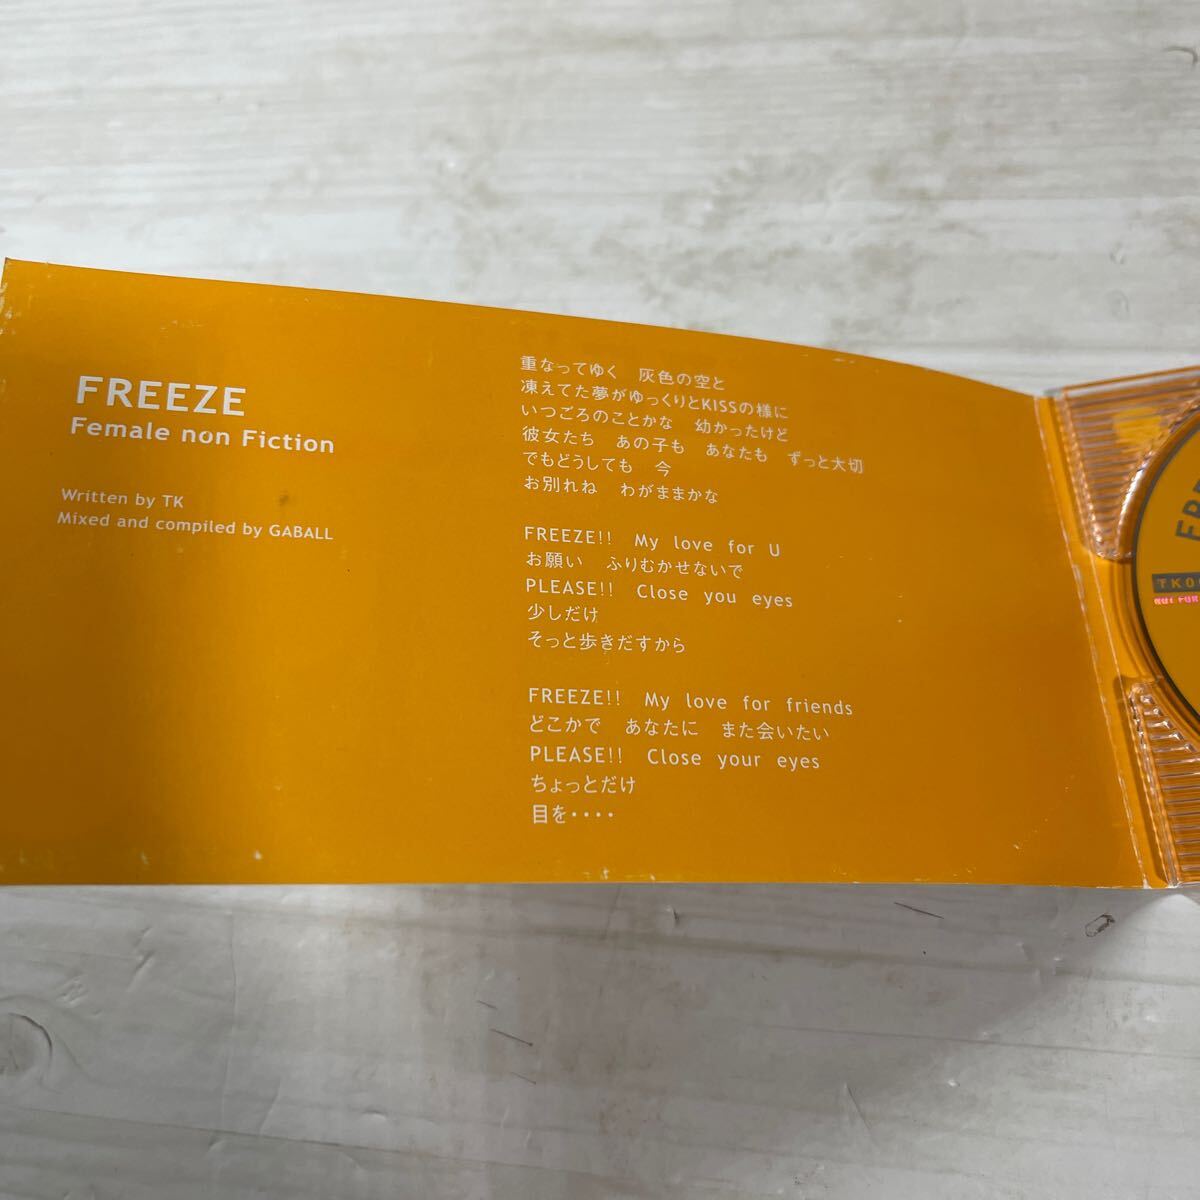 FREEZE
Female non Fiction
Written by TK
Mixed and compiled by GABALL
重なってゆく　灰色の空と
凍えてた夢がゆっくりとKISSの様に
いつごろのことかな　幼かったけど
彼女たち　あの子も　あなたも　ずっと大切
でもどうしても　今
お別れね　わがままかな
FREEZE!!　My love for U
お願い　ふりむかせないで
PLEASE!!　Close you eyes
少しだけ
そっと歩きだすから
FREEZE!!　My love for friends
どこかで　あなたに　また会いたい
PLEASE!!　Close your eyes
ちょっとだけ
目を・・・・